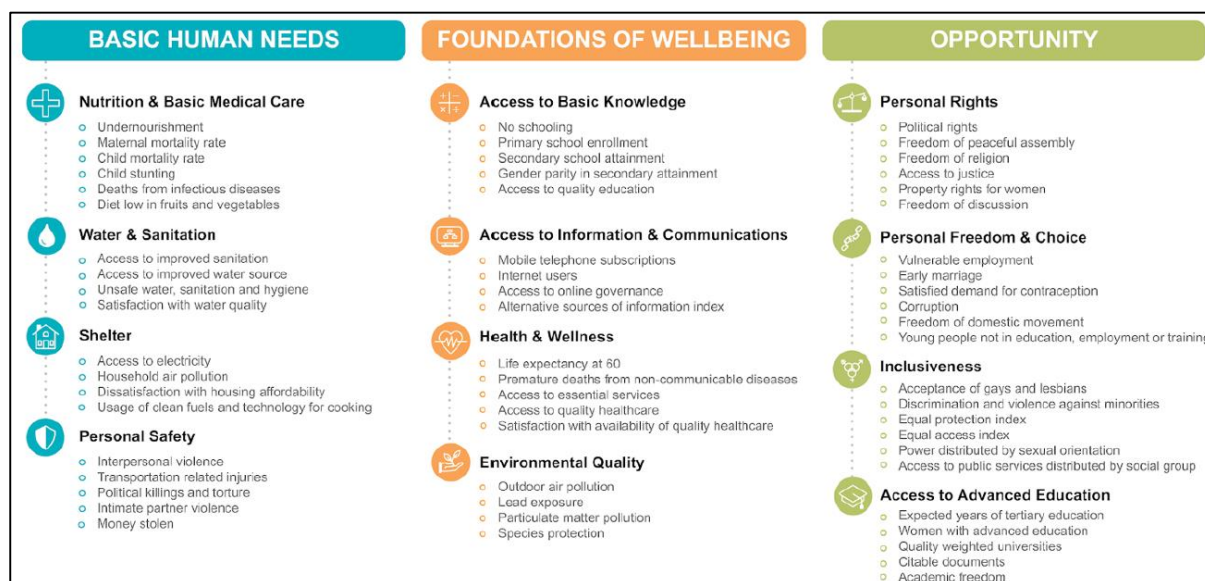 BASIC HUMAN NEEDS
Nutrition & Basic Medical Care
Undernourishment
Maternal mortality rate
Child mortality rate
Child stunting
Deaths from infectious diseases
Diet low in fruits and vegetables
Water & Sanitation
Access to improved sanitation
Access to improved water source
Unsafe water, sanitation and hygiene
Satisfaction with water quality
Shelter
Access to electricity
Household air pollution
Dissatisfaction with housing affordability
Usage of clean fuels and technology for cooking
Personal Safety
Interpersonal violence
Transportation related injuries
Political killings and torture
Intimate partner violence
Money stolen
FOUNDATIONS OF WELLBEING
Access to Basic Knowledge
No schooling
Primary school enrollment
Secondary school attainment
Gender parity in secondary attainment
Access to quality education
Access to Information & Communications
Mobile telephone subscriptions
Internet users
Access to online governance
Alternative sources of information index
Health & Wellness
Life expectancy at 60
Premature deaths from non-communicable diseases
Access to essential services
Access to quality healthcare
Satisfaction with availability of quality healthcare
Environmental Quality
Outdoor air pollution
Lead exposure
Particulate matter pollution
Species protection
OPPORTUNITY
Personal Rights
Political rights
Freedom of peaceful assembly
Freedom of religion
Access to justice
Property rights for women
Freedom of discussion
Personal Freedom & Choice
Vulnerable employment
Early marriage
Satisfied demand for contraception
Corruption
Freedom of domestic movement
Young people not in education, employment or training
Inclusiveness
Acceptance of gays and lesbians
Discrimination and violence against minorities
Equal protection index
Equal access index
Power distributed by sexual orientation
Access to public services distributed by social group
Access to Advanced Education
Expected years of tertiary education
Women with advanced education
Quality weighted universities
Citable documents
Academic freedom